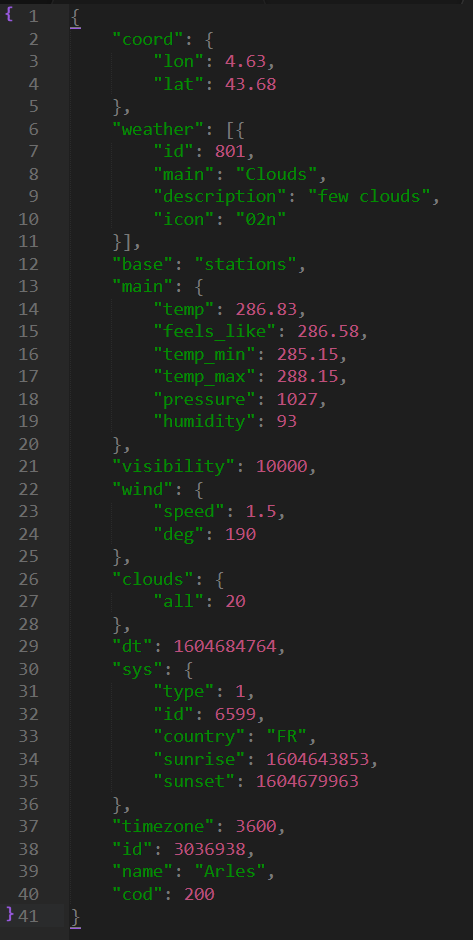 { 1 {
2 "coord": {
3 "lon": 4.63,
4 "lat": 43.68
5 },
6 "weather": [{
7 "id": 801,
8 "main": "Clouds",
9 "description": "few clouds",
10 "icon": "02n"
11 }],
12 "base": "stations",
13 "main": {
14 "temp": 286.83,
15 "feels_like": 286.58,
16 "temp_min": 285.15,
17 "temp_max": 288.15,
18 "pressure": 1027,
19 "humidity": 93
20 },
21 "visibility": 10000,
22 "wind": {
23 "speed": 1.5,
24 "deg": 190
25 },
26 "clouds": {
27 "all": 20
28 },
29 "dt": 1604684764,
30 "sys": {
31 "type": 1,
32 "id": 6599,
33 "country": "FR",
34 "sunrise": 1604643853,
35 "sunset": 1604679963
36 },
37 "timezone": 3600,
38 "id": 3036938,
39 "name": "Arles",
40 "cod": 200
} 41 }